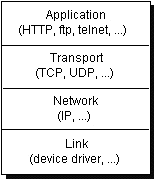 Application
(HTTP, ftp, telnet, ...)
Transport
(TCP, UDP, ...)
Network
(IP, ...)
Link
(device driver, ...)